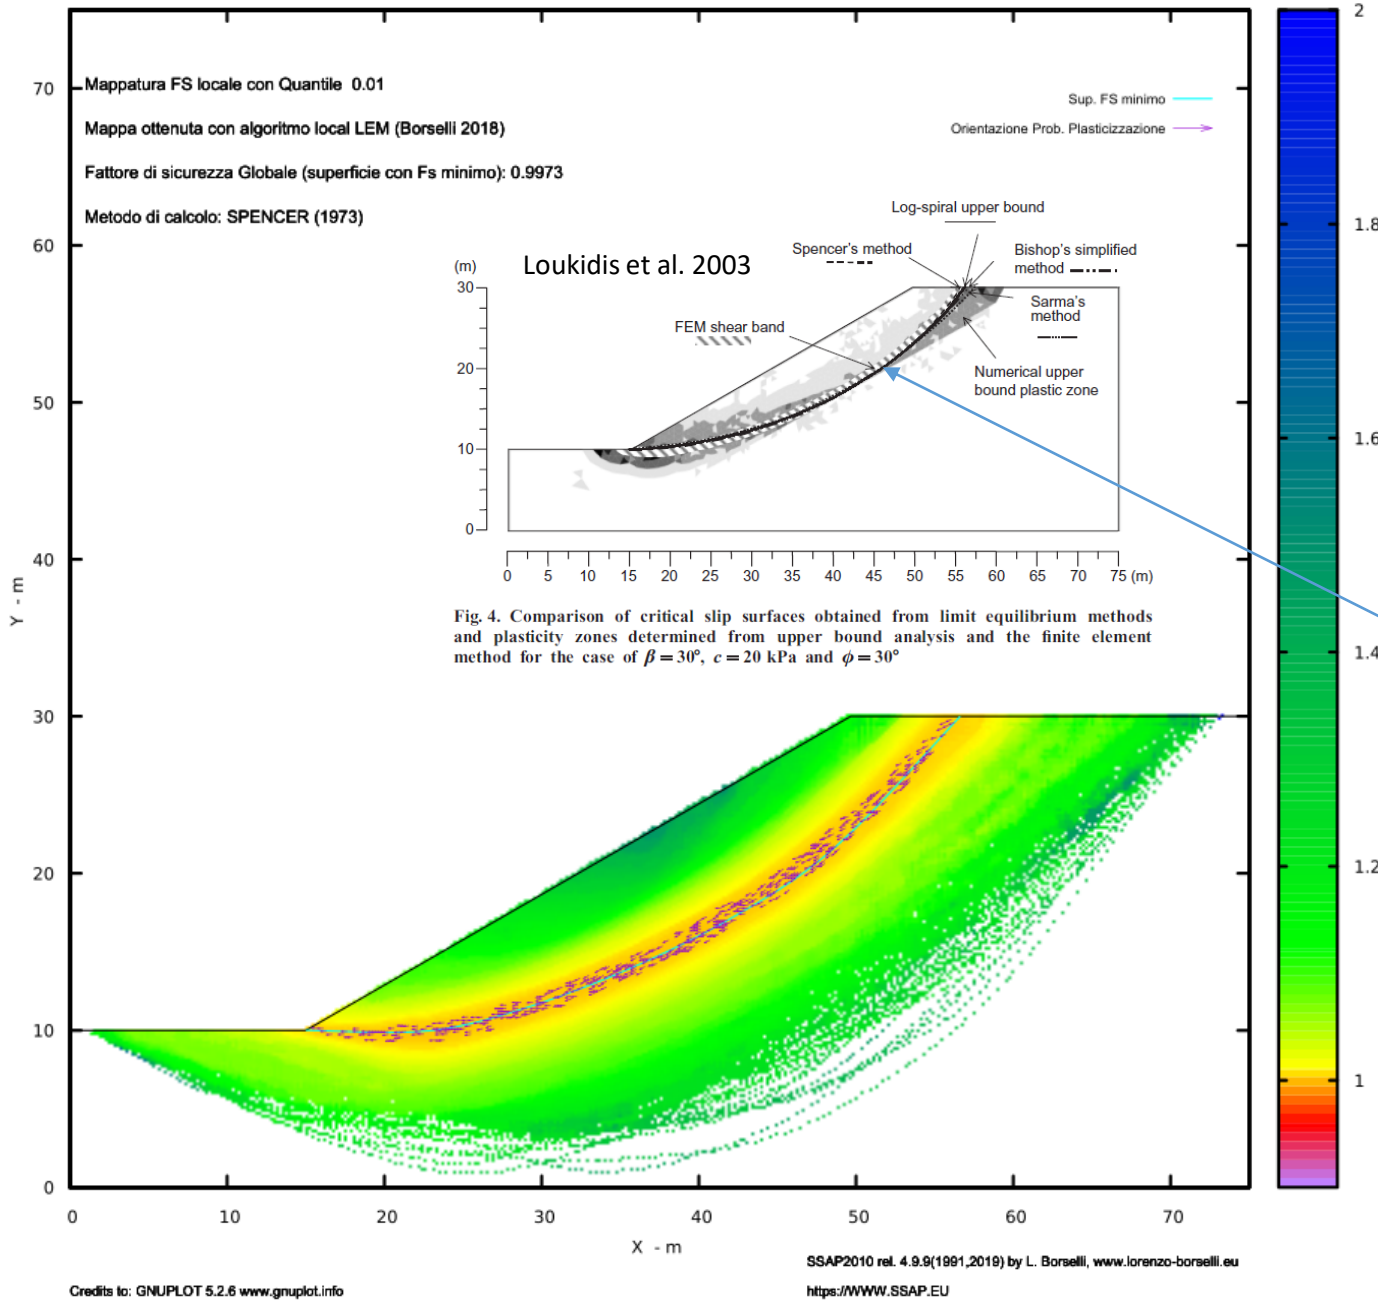 Mappatura FS locale con Quantile 0.01
Mappa ottenuta con algoritmo local LEM (Borselli 2018)
Fattore di sicurezza Globale (superficie con Fs minimo): 0.9973
Metodo di calcolo: SPENCER (1973)
Sup. FS minimo
Orientazione Prob. Plasticizzazione
Loukidis et al. 2003
Log-spiral upper bound
Spencer's method
Bishop's simplified
method
Sarma's
method
FEM shear band
Numerical upper
bound plastic zone
(m)
30
20
10
0
0 5 10 15 20 25 30 35 40 45 50 55 60 65 70 75 (m)
Fig. 4. Comparison of critical slip surfaces obtained from limit equilibrium methods
and plasticity zones determined from upper bound analysis and the finite element
method for the case of β = 30°, c = 20 kPa and ϕ = 30°
Y - m
70
60
50
40
30
20
10
0
0 10 20 30 40 50 60 70
X - m
2
1.8
1.6
1.4
1.2
1
SSAP2010 rel. 4.9.9(1991,2019) by L. Borselli, www.lorenzo-borselli.eu
Credits to: GNUPLOT 5.2.6 www.gnuplot.info
https://WWW.SSAP.EU